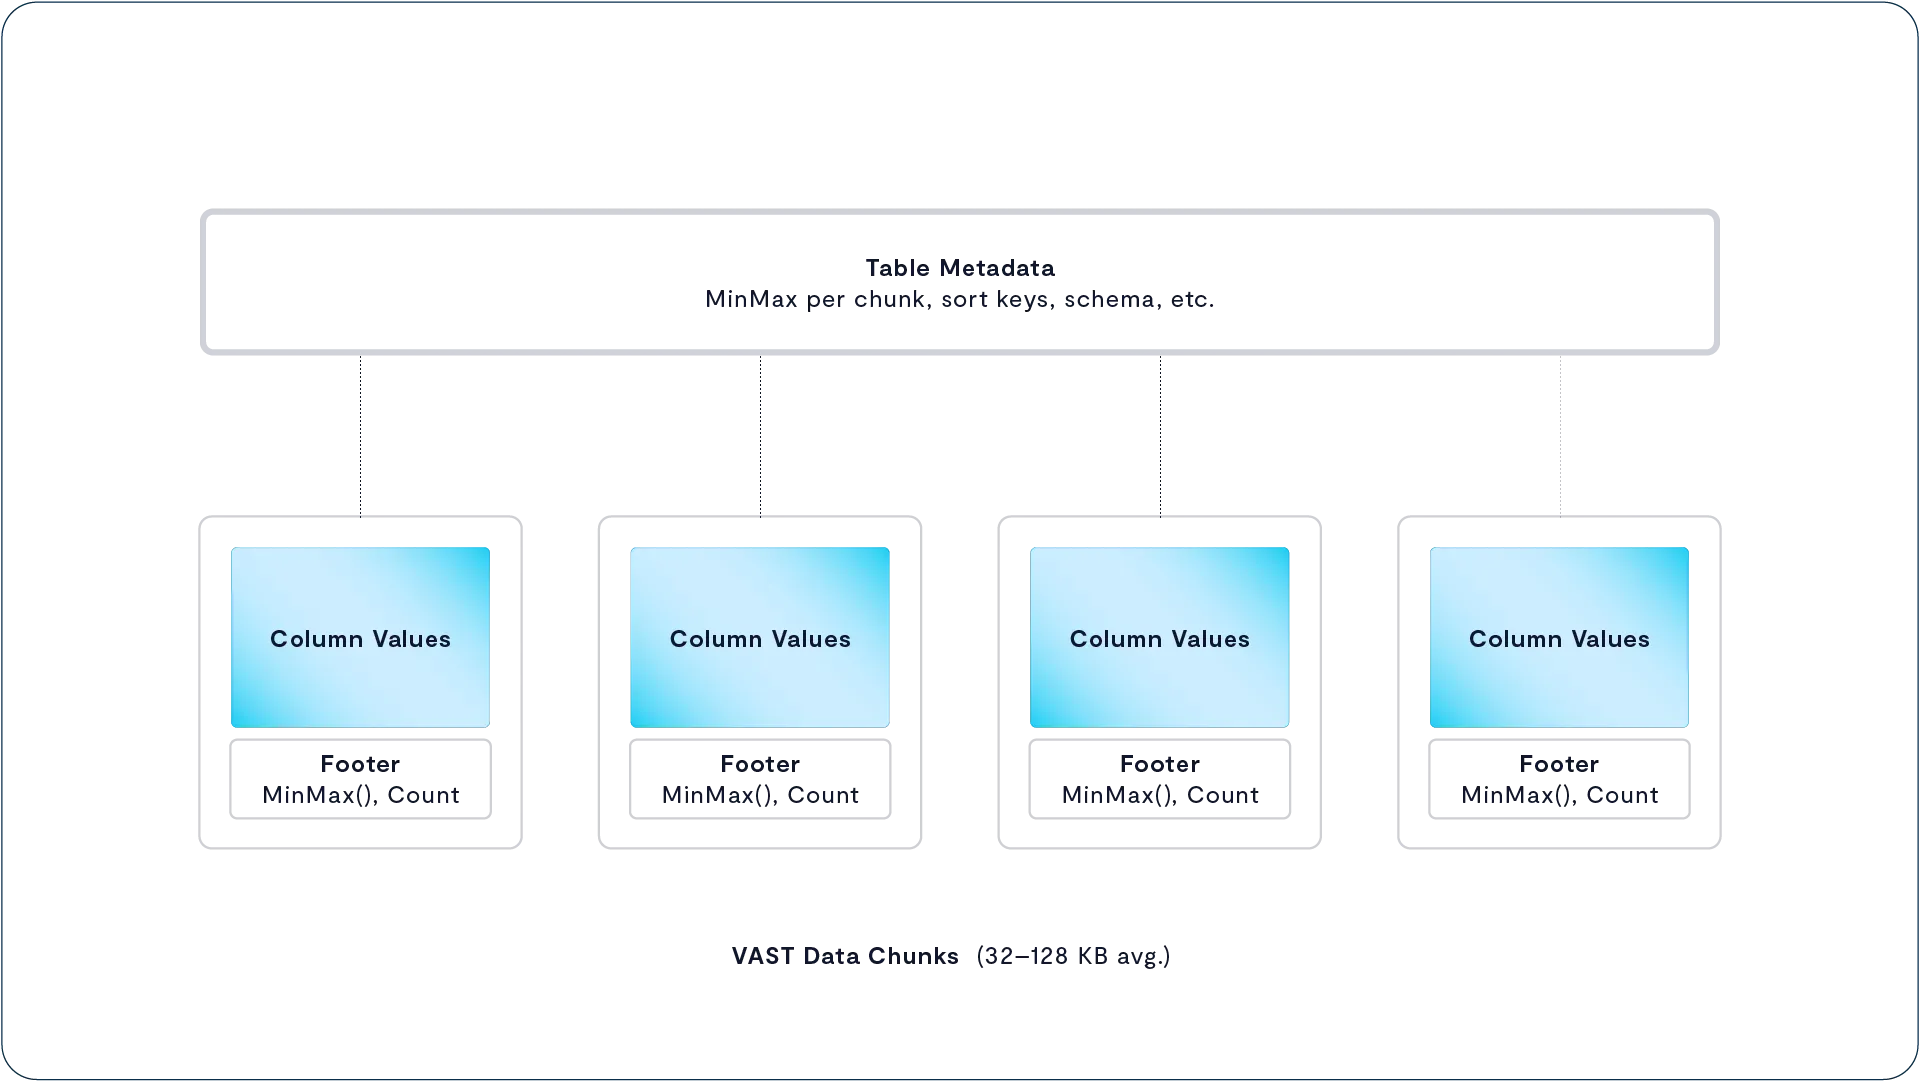 Table Metadata
MinMax per chunk, sort keys, schema, etc.
Column Values
Footer
MinMax(), Count
Column Values
Footer
MinMax(), Count
Column Values
Footer
MinMax(), Count
Column Values
Footer
MinMax(), Count
VAST Data Chunks (32–128 KB avg.)